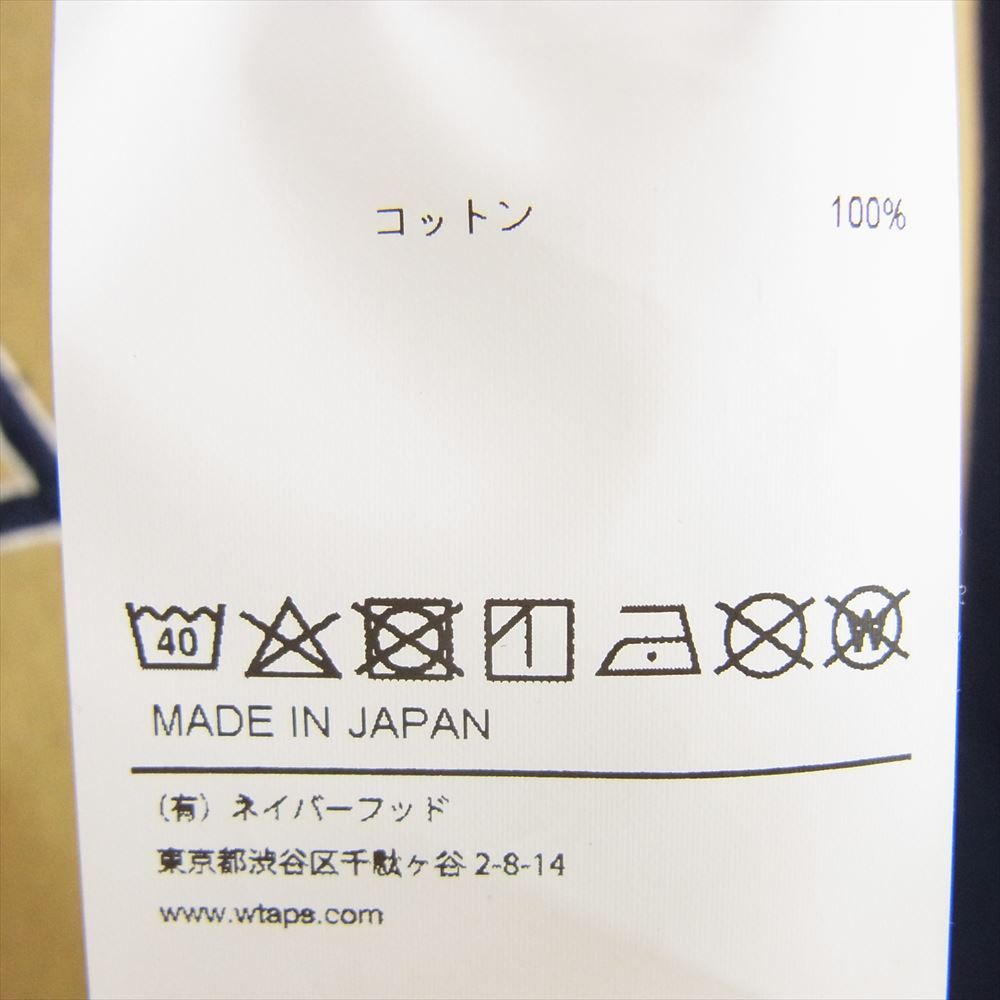 コットン 100%
40 W
MADE IN JAPAN
(有) ネイバーフッド
東京都渋谷区千駄ヶ谷 2-8-14
www.wtaps.com